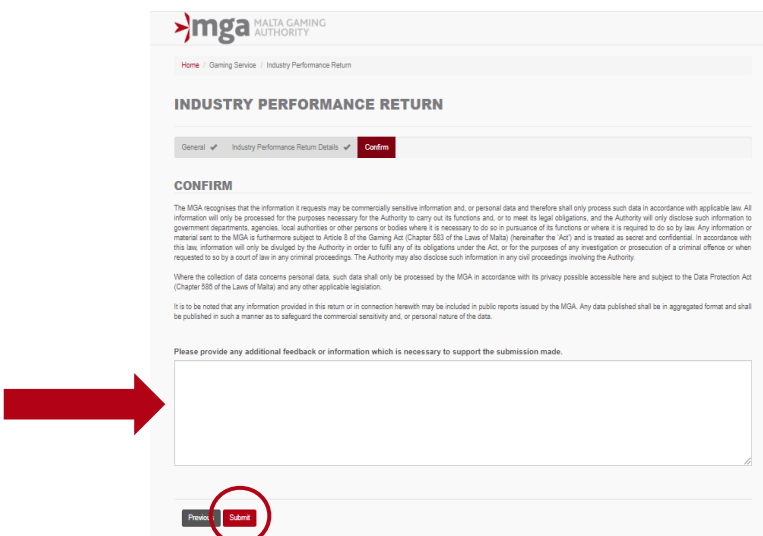 mga MALTA GAMING
AUTHORITY
Home / Gaming Service / Industry Performance Return
INDUSTRY PERFORMANCE RETURN
General ✔ Industry Performance Return Details ✔ Confirm
CONFIRM
The MGA recognises that the information it requests may be commercially sensitive information and, or personal data and therefore shall only process such data in accordance with applicable law. All
information will only be processed for the purposes necessary for the Authority to carry out its functions and, or to meet its legal obligations, and the Authority will only disclose such information to
government departments, agencies, local authorities or other persons or bodies where it is necessary to do so in pursuance of its functions or where it is required to do so by law. Any information or
material sent to the MGA is furthermore subject to Article 8 of the Gaming Act (Chapter 583 of the Laws of Malta) (hereinafter the 'Act') and is treated as secret and confidential. In accordance with
this law, information will only be divulged by the Authority in order to fulfil any of its obligations under the Act, or for the purposes of any investigation or prosecution of a criminal offence or when
requested to so by a court of law in any criminal proceedings. The Authority may also disclose such information in any civil proceedings involving the Authority.
Where the collection of data concerns personal data, such data shall only be processed by the MGA in accordance with its privacy possible accessible here and subject to the Data Protection Act
(Chapter 586 of the Laws of Malta) and any other applicable legislation.
It is to be noted that any information provided in this return or in connection herewith may be included in public reports issued by the MGA. Any data published shall be in aggregated format and shall
be published in such a manner as to safeguard the commercial sensitivity and, or personal nature of the data.
Please provide any additional feedback or information which is necessary to support the submission made.
Previous Submit